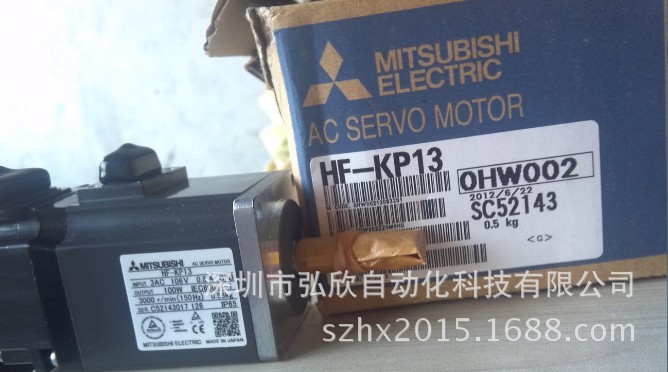 MITSUBISHI
ELECTRIC
AC SERVO MOTOR
HF-KP13
0HW002
2012/6/22
SC52143
0.5 kg
<G>
MITSUBISHI AC SERVO MOTOR
HF-KP13
INPUT 3AC 106V
OUTPUT 100W
3000 r/min(150Hz)
SER. C52143017 126 IP65
MITSUBISHI ELECTRIC
MADE IN JAPAN
深圳市弘欣自动化科技有限公司
szhx2015.1688.com